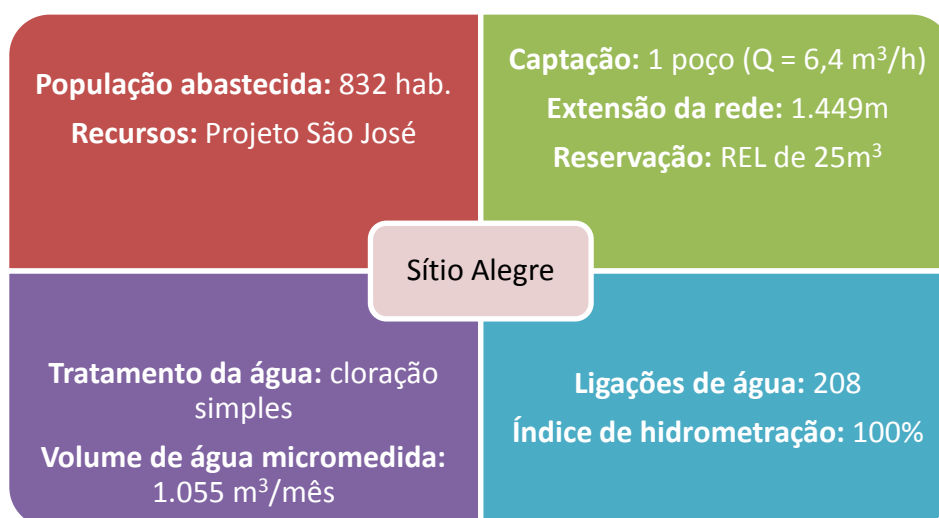 População abastecida: 832 hab.
Recursos: Projeto São José
Captação: 1 poço (Q = 6,4 m³/h)
Extensão da rede: 1.449m
Reservação: REL de 25m³
Sítio Alegre
Tratamento da água: cloração
simples
Volume de água micromedida:
1.055 m³/mês
Ligações de água: 208
Índice de hidrometração: 100%